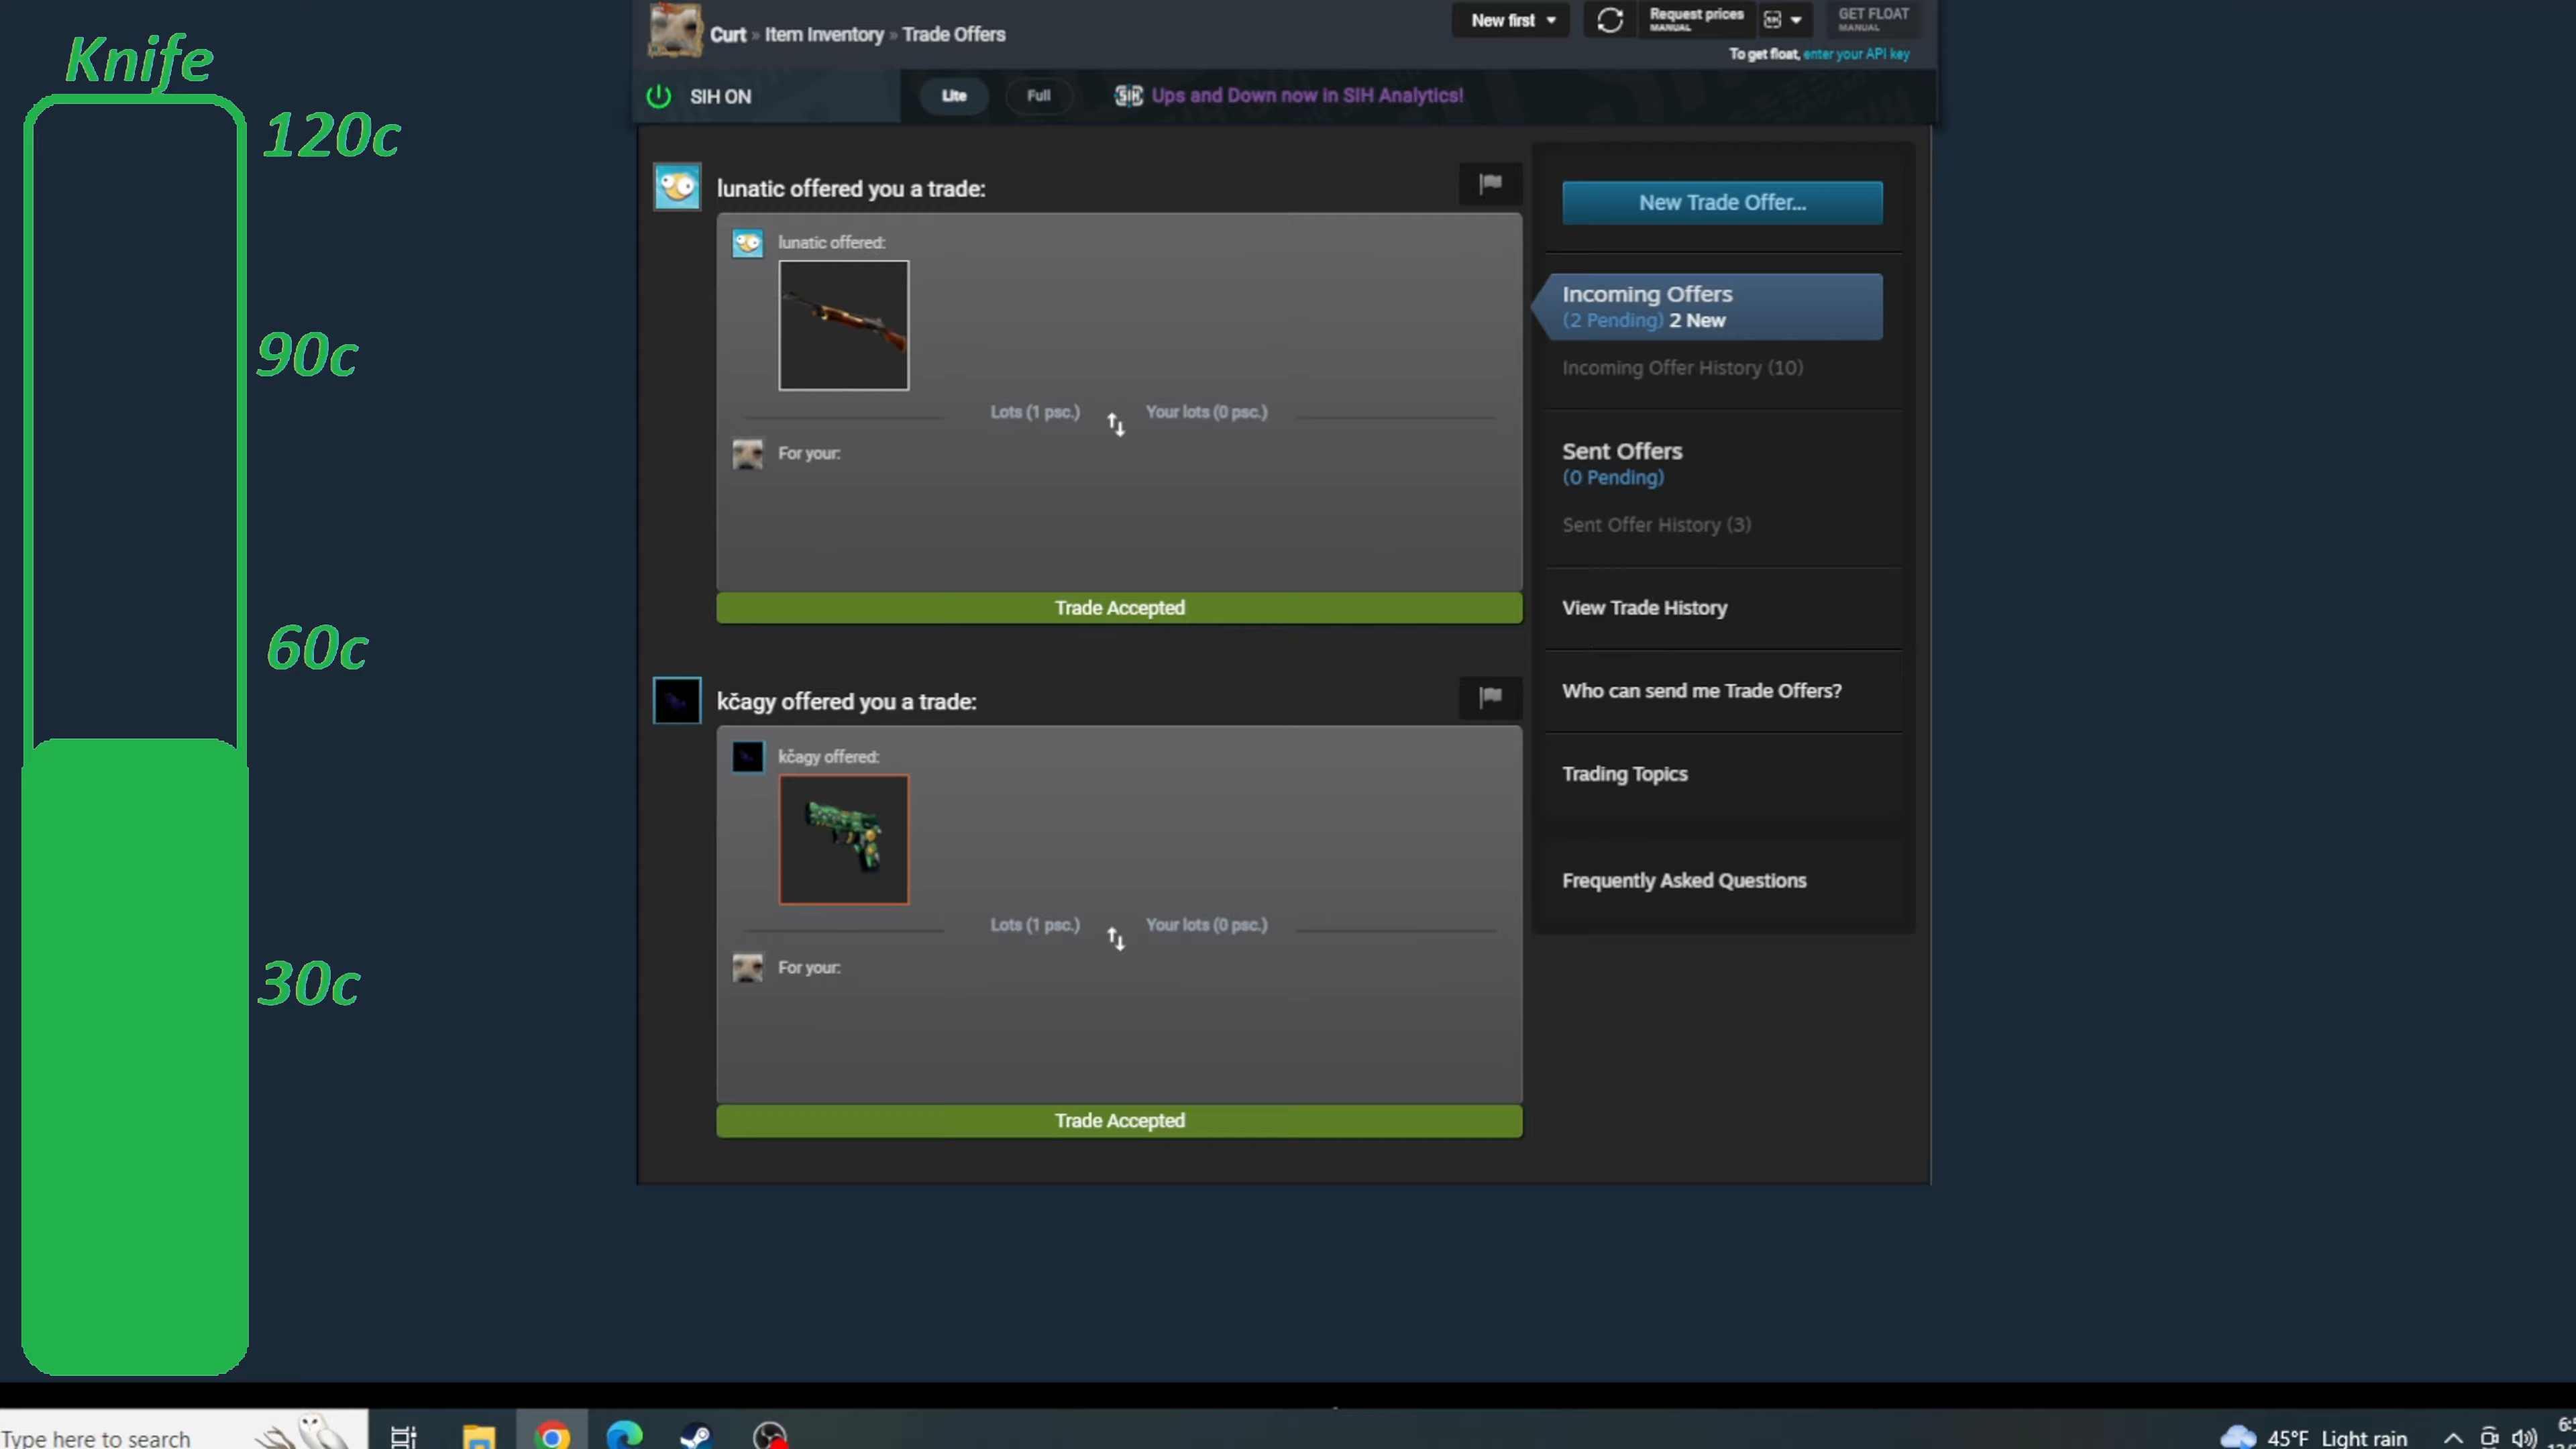 Knife
120c
90c
60c
30c
Curt » Item Inventory » Trade Offers
New first
Request prices
MANUAL
GET FLOAT
MANUAL
To get float, enter your API key
SIH ON
Lite
Full
SIH
Ups and Down now in SIH Analytics!
lunatic offered you a trade:
lunatic offered:
Lots (1 psc.)
Your lots (0 psc.)
For your:
Trade Accepted
kčagy offered you a trade:
kčagy offered:
Lots (1 psc.)
Your lots (0 psc.)
For your:
Trade Accepted
New Trade Offer...
Incoming Offers
(2 Pending) 2 New
Incoming Offer History (10)
Sent Offers
(0 Pending)
Sent Offer History (3)
View Trade History
Who can send me Trade Offers?
Trading Topics
Frequently Asked Questions
Type here to search
45°F Light rain